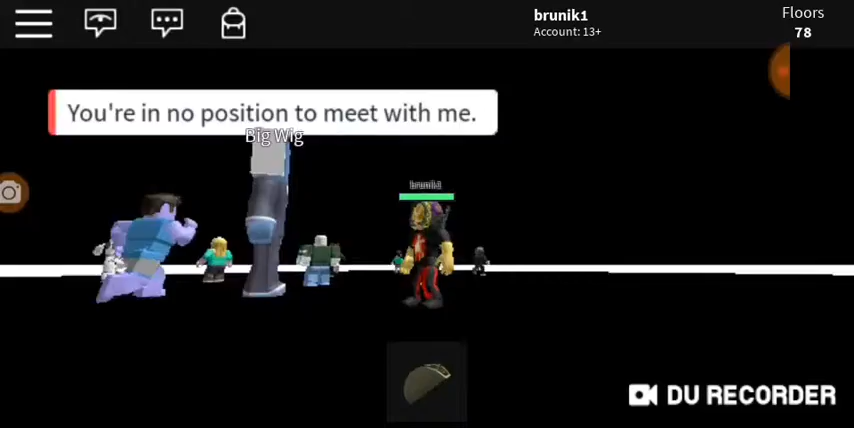 brunik1
Account: 13+
Floors
78
You're in no position to meet with me.
Big Wig
brunik1
DU RECORDER